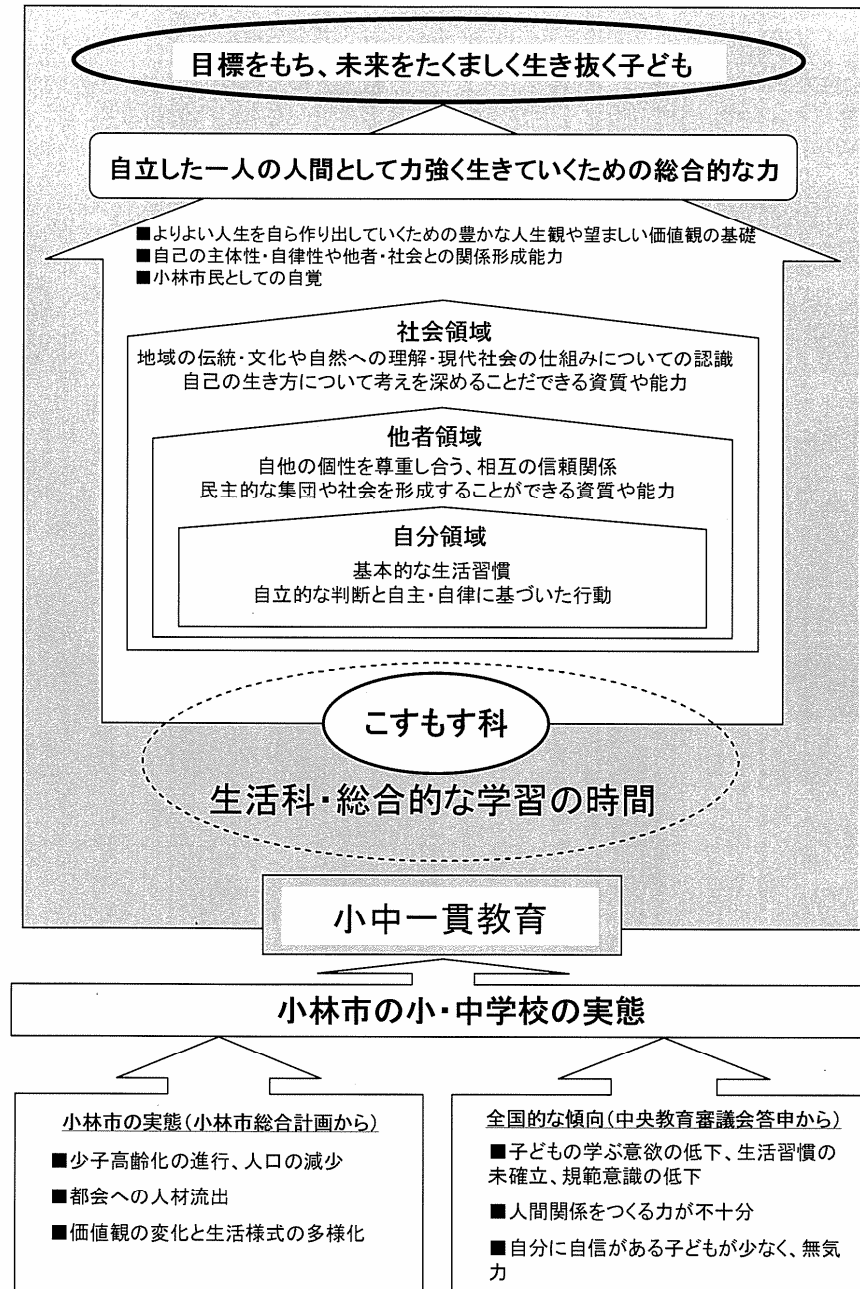 目標をもち、未来をたくましく生き抜く子ども
自立した一人の人間として力強く生きていくための総合的な力
■よりよい人生を自ら作り出していくための豊かな人生観や望ましい価値観の基礎
■自己の主体性・自律性や他者・社会との関係形成能力
■小林市民としての自覚
社会領域
地域の伝統・文化や自然への理解・現代社会の仕組みについての認識
自己の生き方について考えを深めることだできる資質や能力
他者領域
自他の個性を尊重し合う、相互の信頼関係
民主的な集団や社会を形成することができる資質や能力
自分領域
基本的な生活習慣
自立的な判断と自主・自律に基づいた行動
こすもす科
生活科・総合的な学習の時間
小中一貫教育
小林市の小・中学校の実態
小林市の実態(小林市総合計画から)
■少子高齢化の進行、人口の減少
■都会への人材流出
■価値観の変化と生活様式の多様化
全国的な傾向(中央教育審議会答申から)
■子どもの学ぶ意欲の低下、生活習慣の
未確立、規範意識の低下
■人間関係をつくる力が不十分
■自分に自信がある子どもが少なく、無気
力